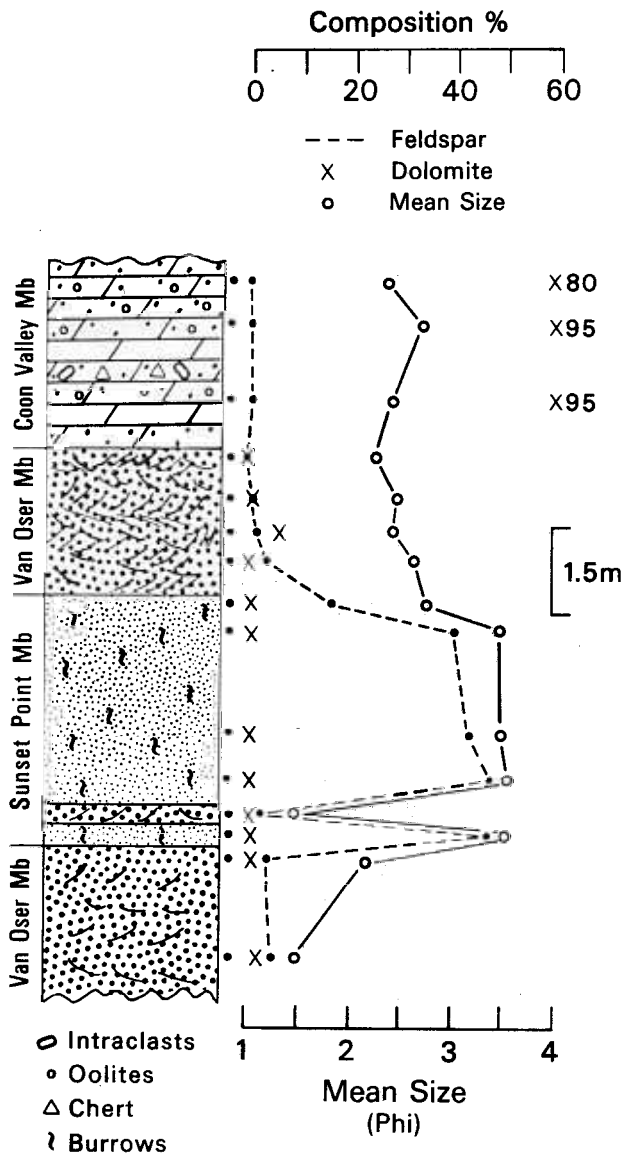 Composition %
0 20 40 60
Feldspar
X Dolomite
Mean Size
Coon Valley Mb
X80
X95
X95
Van Oser Mb
1.5m
Sunset Point Mb
Van Oser Mb
1 2 3 4
Mean Size
(Phi)
Intraclasts
Oolites
Chert
Burrows